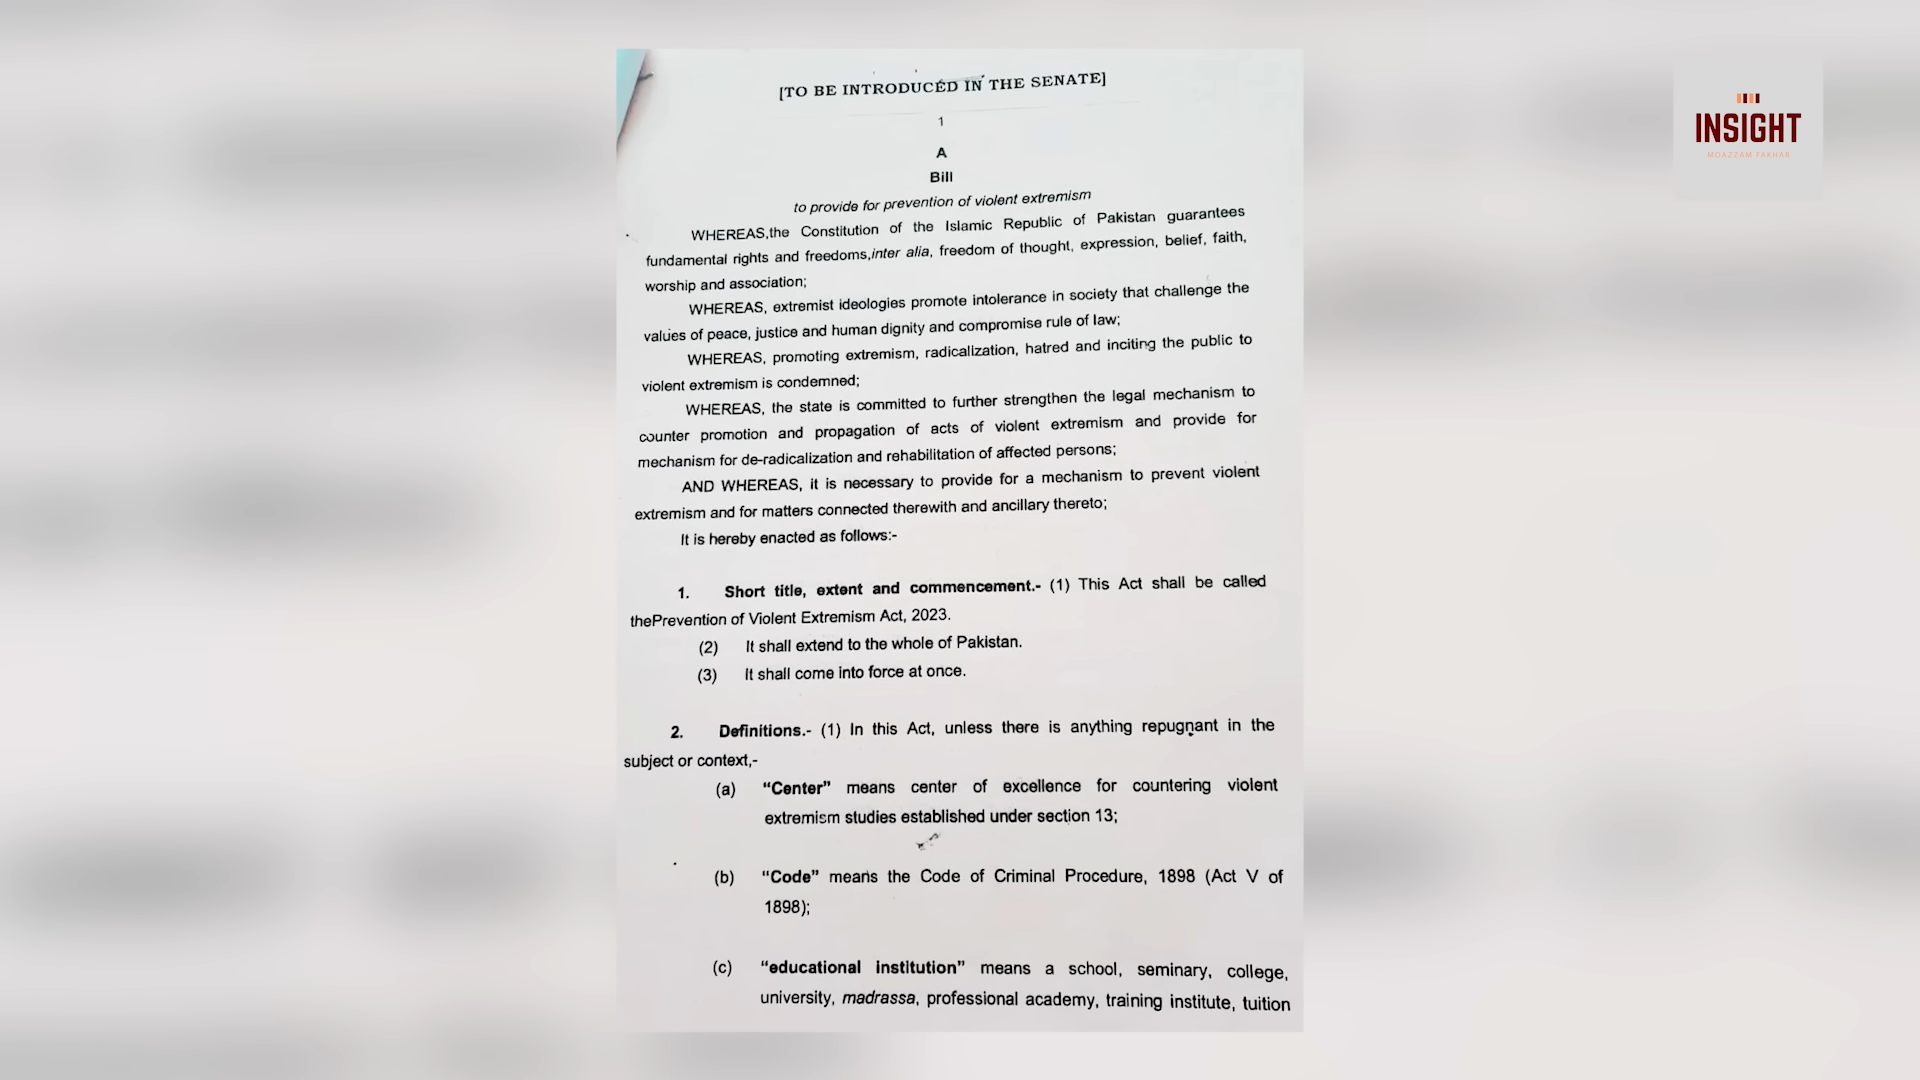 [TO BE INTRODUCED IN THE SENATE]
1
A
Bill
to provide for prevention of violent extremism
WHEREAS,the Constitution of the Islamic Republic of Pakistan guarantees
fundamental rights and freedoms,inter alia, freedom of thought, expression, belief, faith,
worship and association;
WHEREAS, extremist ideologies promote intolerance in society that challenge the
values of peace, justice and human dignity and compromise rule of law;
WHEREAS, promoting extremism, radicalization, hatred and inciting the public to
violent extremism is condemned;
WHEREAS, the state is committed to further strengthen the legal mechanism to
counter promotion and propagation of acts of violent extremism and provide for
mechanism for de-radicalization and rehabilitation of affected persons;
AND WHEREAS, it is necessary to provide for a mechanism to prevent violent
extremism and for matters connected therewith and ancillary thereto;
It is hereby enacted as follows:-
1. Short title, extent and commencement.- (1) This Act shall be called
thePrevention of Violent Extremism Act, 2023.
(2) It shall extend to the whole of Pakistan.
(3) It shall come into force at once.
2. Definitions.- (1) In this Act, unless there is anything repugnant in the
subject or context,-
(a) “Center” means center of excellence for countering violent
extremism studies established under section 13;
(b) “Code” means the Code of Criminal Procedure, 1898 (Act V of
1898);
(c) “educational institution” means a school, seminary, college,
university, madrassa, professional academy, training institute, tuition
INSIGHT
MOAZZAM FAKHAR